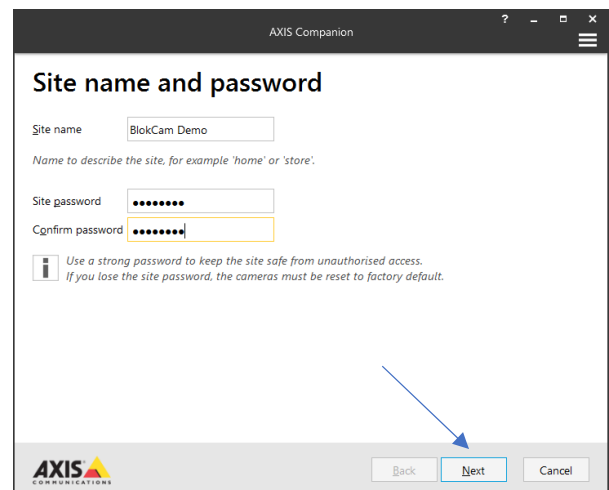 AXIS Companion
?
Site name and password
Site name BlokCam Demo
Name to describe the site, for example 'home' or 'store'.
Site password ●●●●●●●●
Confirm password ●●●●●●●●
i Use a strong password to keep the site safe from unauthorised access.
If you lose the site password, the cameras must be reset to factory default.
AXIS
COMMUNICATIONS
Back Next Cancel